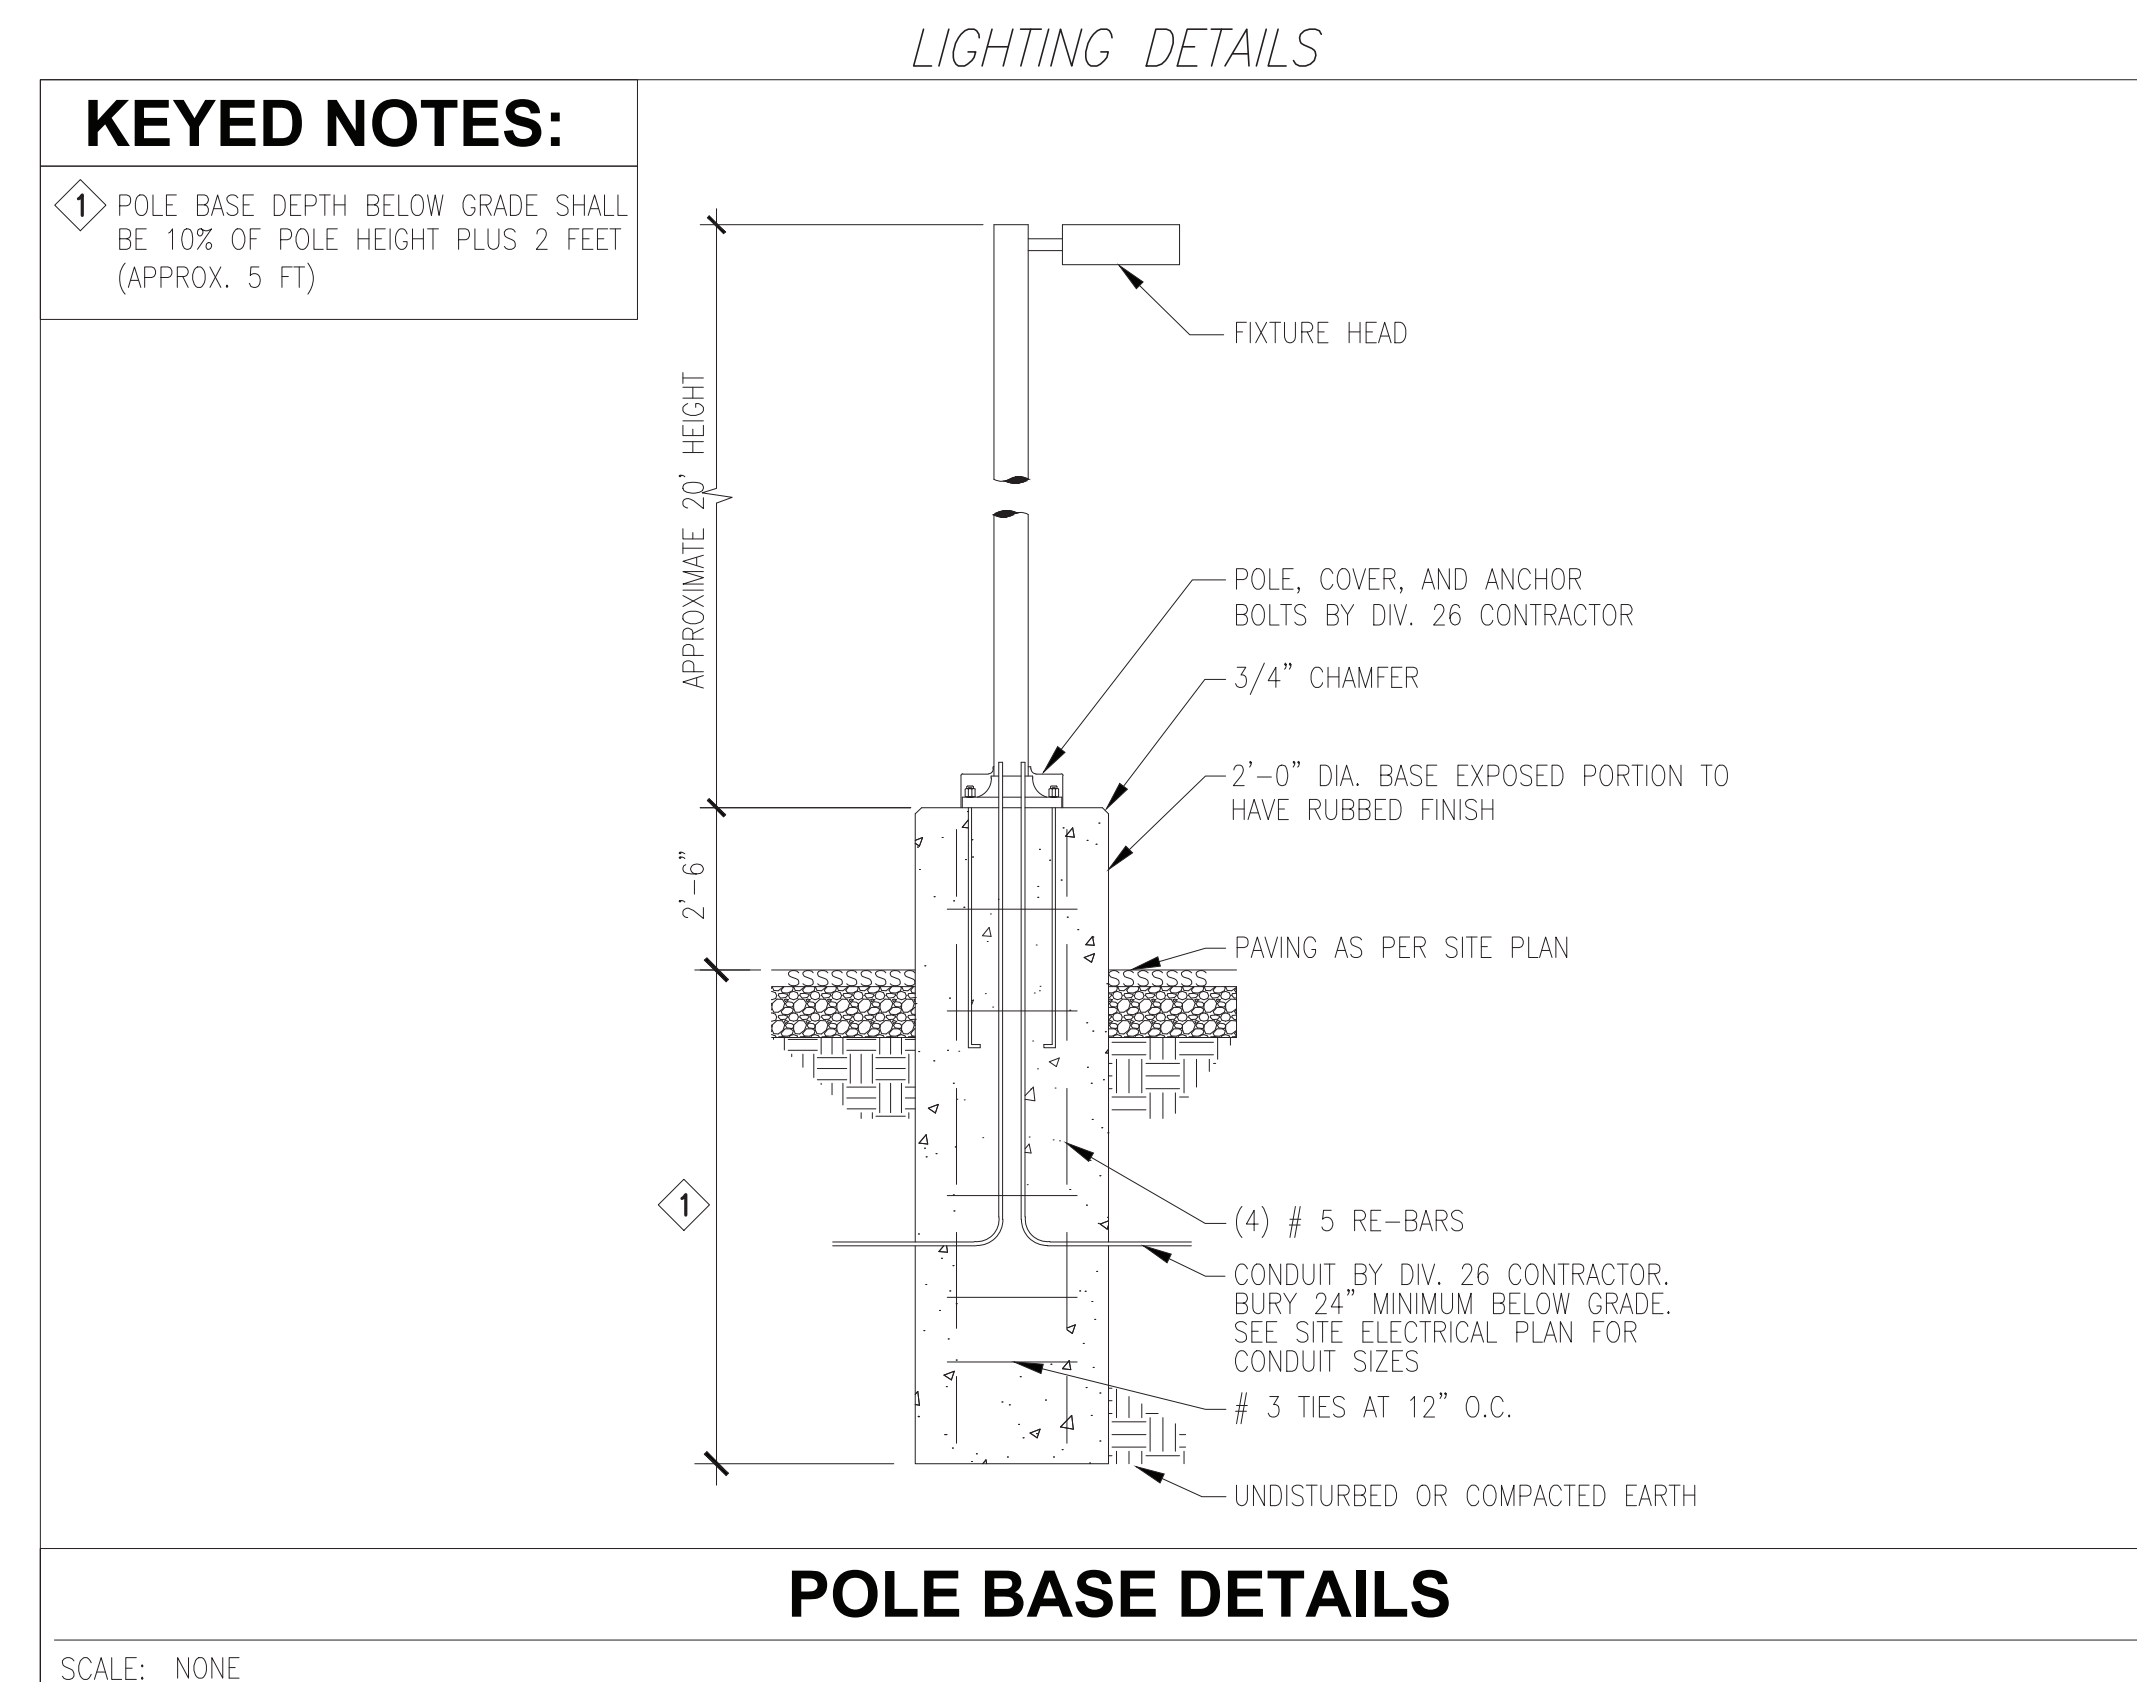 LIGHTING DETAILS
KEYED NOTES:
1 POLE BASE DEPTH BELOW GRADE SHALL
BE 10% OF POLE HEIGHT PLUS 2 FEET
(APPROX. 5 FT)
FIXTURE HEAD
APPROXIMATE 20' HEIGHT
POLE, COVER, AND ANCHOR
BOLTS BY DIV. 26 CONTRACTOR
3/4" CHAMFER
2'-0" DIA. BASE EXPOSED PORTION TO
HAVE RUBBED FINISH
2'-6"
PAVING AS PER SITE PLAN
1
(4) # 5 RE-BARS
CONDUIT BY DIV. 26 CONTRACTOR.
BURY 24" MINIMUM BELOW GRADE.
SEE SITE ELECTRICAL PLAN FOR
CONDUIT SIZES
# 3 TIES AT 12" O.C.
UNDISTURBED OR COMPACTED EARTH
POLE BASE DETAILS
SCALE: NONE